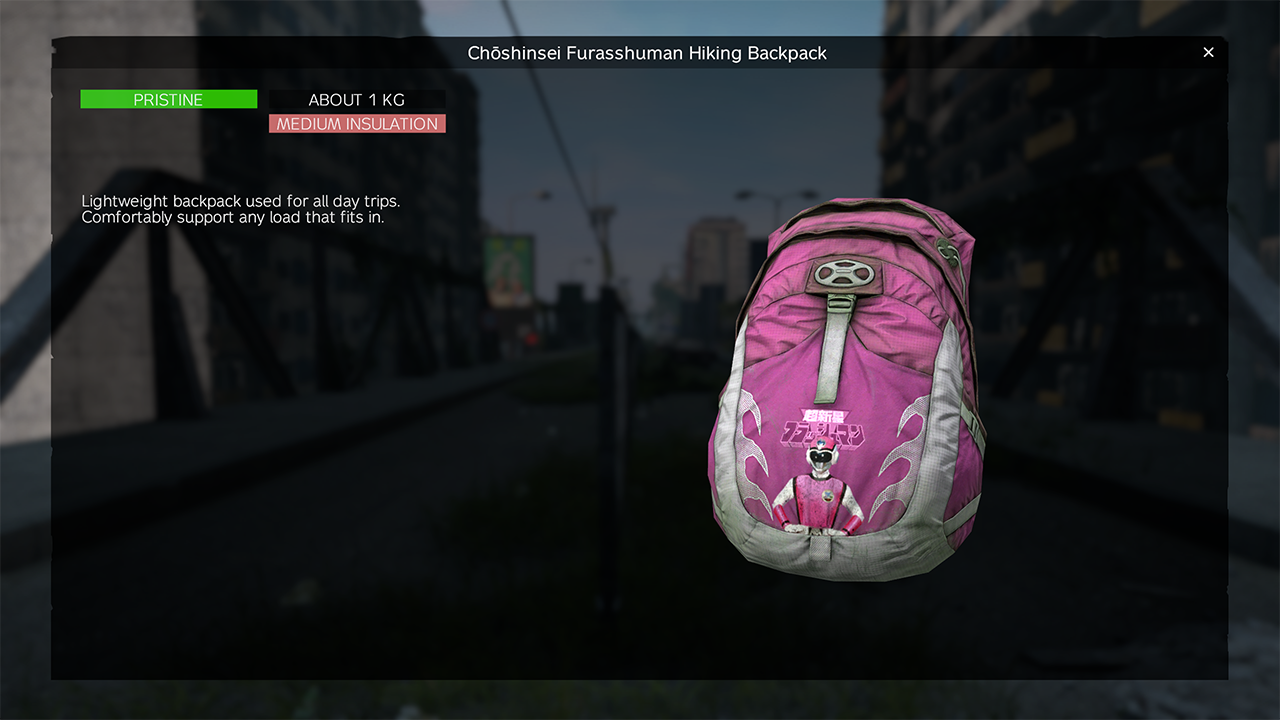 Chōshinsei Furasshuman Hiking Backpack
PRISTINE
ABOUT 1 KG
MEDIUM INSULATION
Lightweight backpack used for all day trips.
Comfortably support any load that fits in.
超新星
フラッシュマン